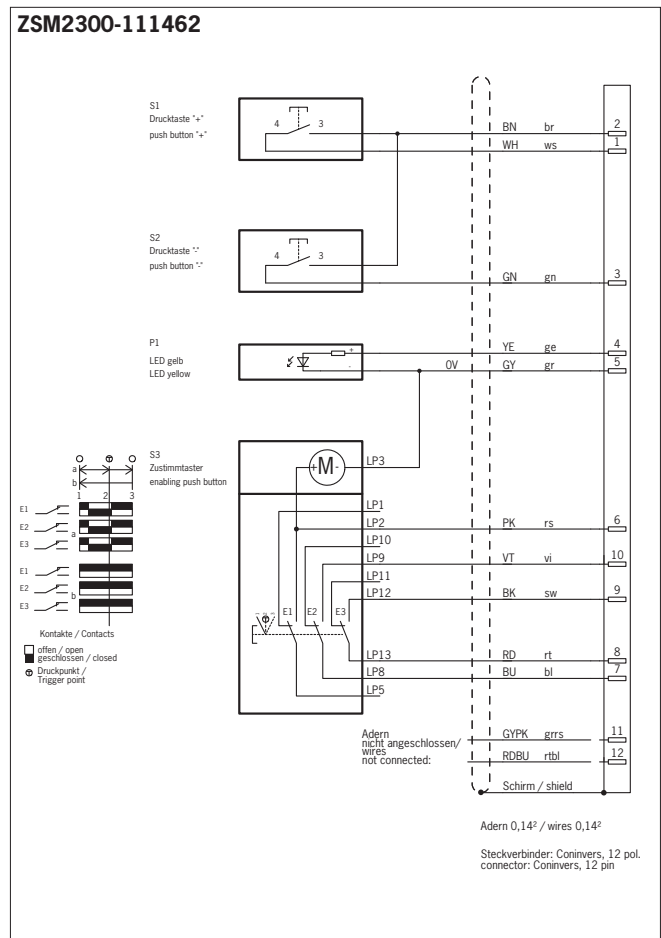 ZSM2300-111462
S1
Drucktaste "+"
push button "+"
4 3
BN br 2
WH ws 1
S2
Drucktaste "-"
push button "-"
4 3
GN gn 3
P1
LED gelb
LED yellow
+
-
YE ge 4
0V GY gr 5
S3
Zustimmtaster
enabling push button
+M-
LP3
LP1
LP2 PK rs 6
LP10
LP9 VT vi 10
LP11
LP12 BK sw 9
E1 E2 E3
LP13 RD rt 8
LP8 BU bl 7
LP5
a
b
1 2 3
E1
E2 a
E3
E1
E2 b
E3
Kontakte / Contacts
offen / open
geschlossen / closed
Druckpunkt /
Trigger point
Adern
nicht angeschlossen/
wires
not connected:
GYPK grrs 11
RDBU rtbl 12
Schirm / shield
Adern 0,14² / wires 0,14²
Steckverbinder: Coninvers, 12 pol.
connector: Coninvers, 12 pin